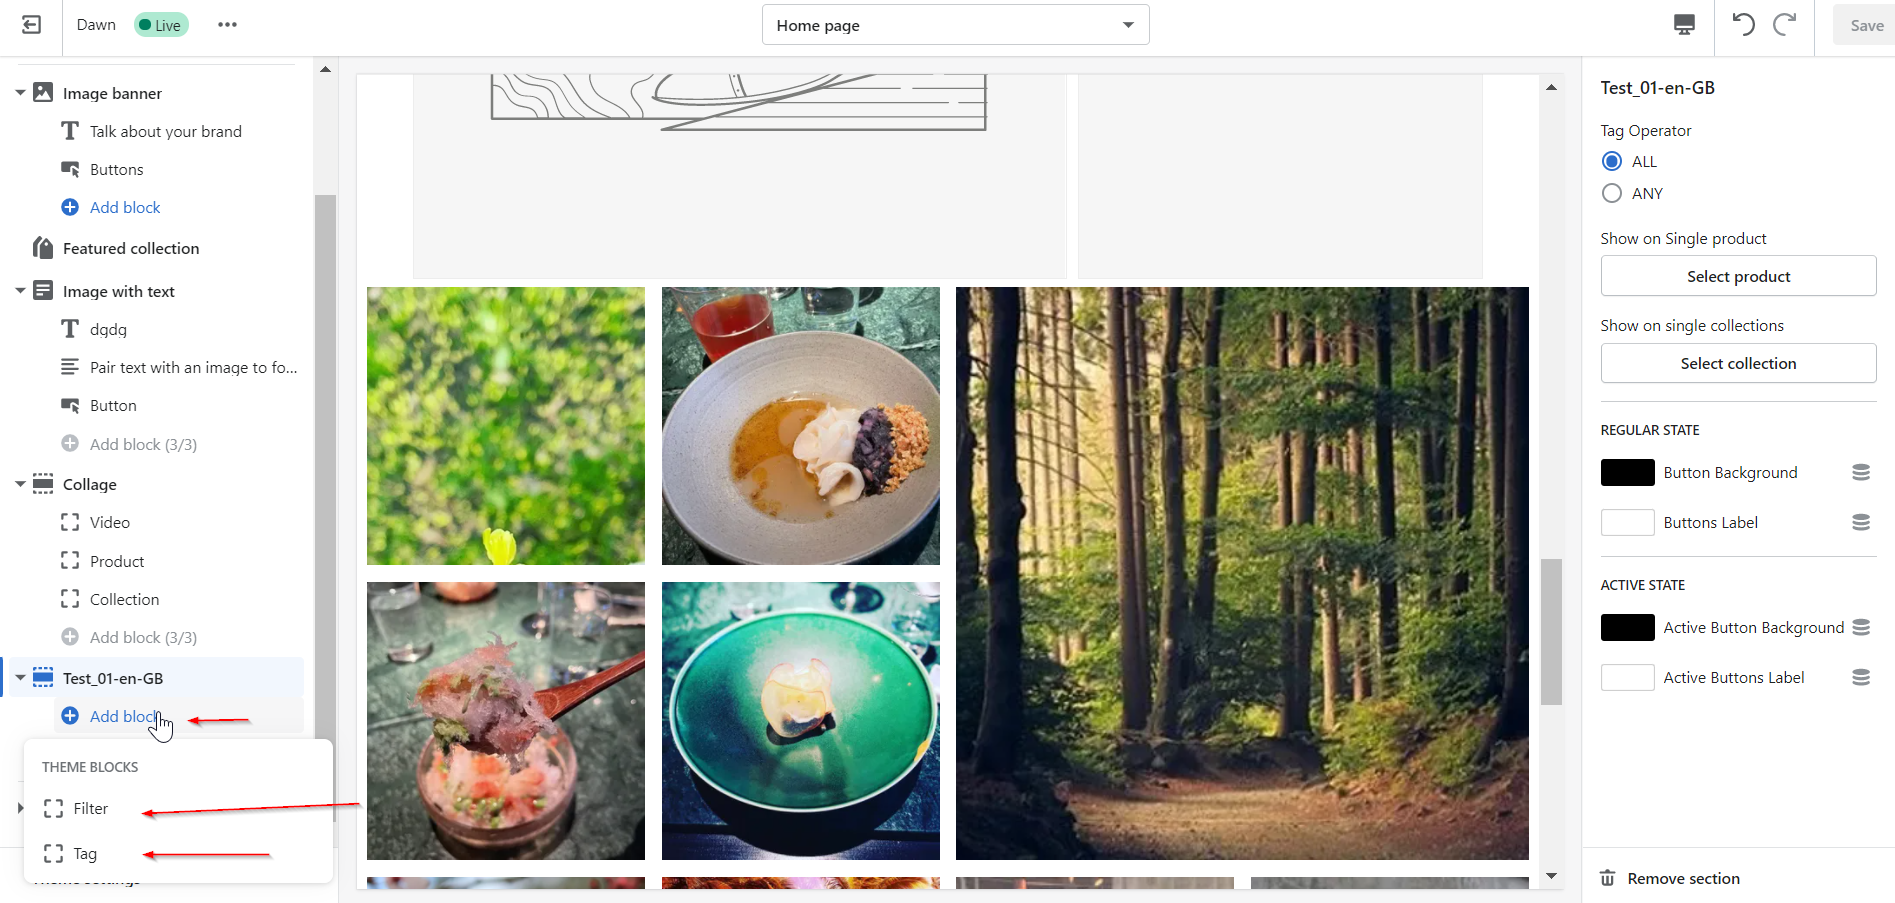 Dawn
Live
Home page
Save
Image banner
Talk about your brand
Buttons
Add block
Featured collection
Image with text
dgdg
Pair text with an image to fo...
Button
Add block (3/3)
Collage
Video
Product
Collection
Add block (3/3)
Test_01-en-GB
Add block
THEME BLOCKS
Filter
Tag
Theme settings
Test_01-en-GB
Tag Operator
ALL
ANY
Show on Single product
Select product
Show on single collections
Select collection
REGULAR STATE
Button Background
Buttons Label
ACTIVE STATE
Active Button Background
Active Buttons Label
Remove section